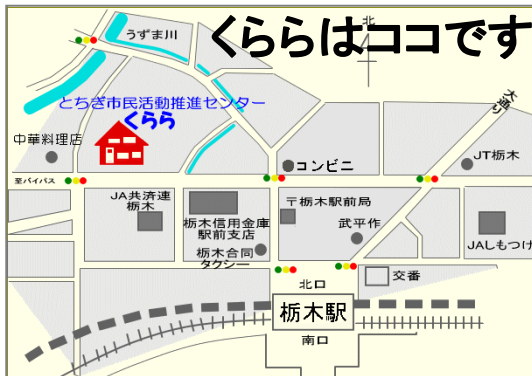 くららはココです
北
うずま川
とちぎ市民活動推進センター
くらら
大通り
中華料理店
コンビニ
JT栃木
至バイパス
JA共済連
栃木
栃木信用金庫
駅前支店
〒栃木駅前局
武平作
JAしもつけ
栃木合同
タクシー
北口
交番
栃木駅
南口